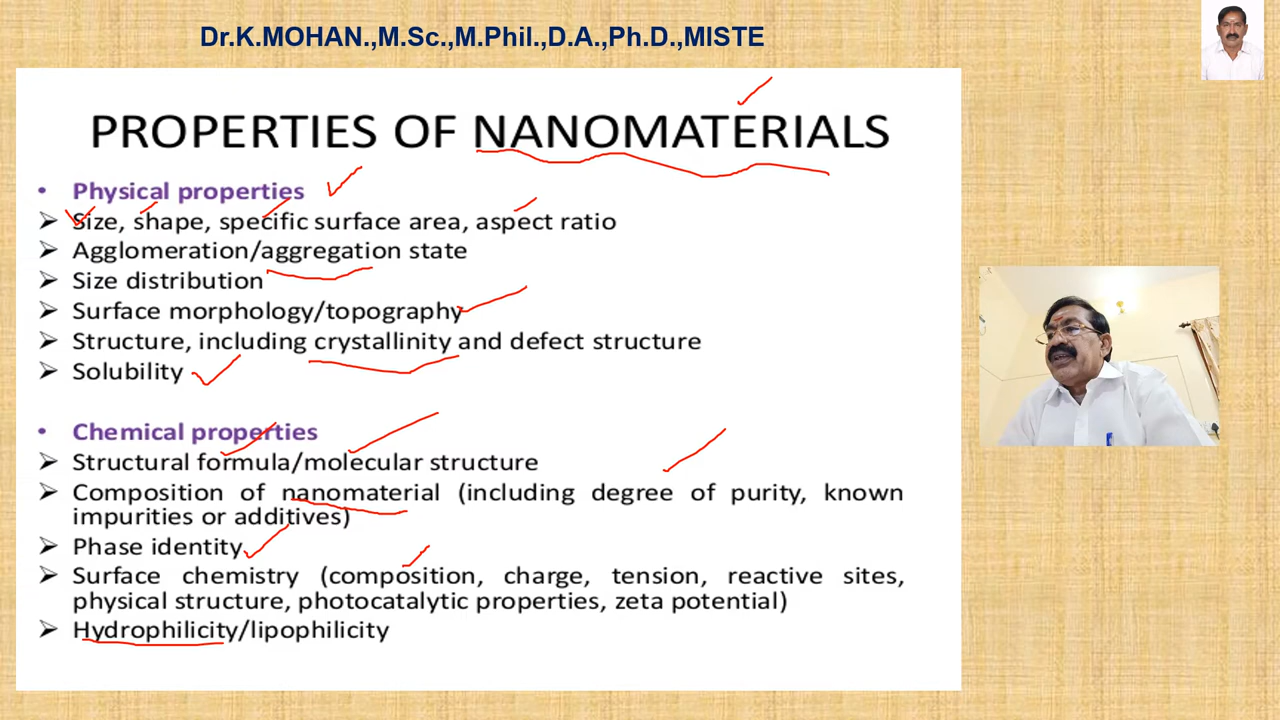 Dr.K.MOHAN.,M.Sc.,M.Phil.,D.A.,Ph.D.,MISTE
PROPERTIES OF NANOMATERIALS
• Physical properties
➢ Size, shape, specific surface area, aspect ratio
➢ Agglomeration/aggregation state
➢ Size distribution
➢ Surface morphology/topography
➢ Structure, including crystallinity and defect structure
➢ Solubility
• Chemical properties
➢ Structural formula/molecular structure
➢ Composition of nanomaterial (including degree of purity, known
impurities or additives)
➢ Phase identity
➢ Surface chemistry (composition, charge, tension, reactive sites,
physical structure, photocatalytic properties, zeta potential)
➢ Hydrophilicity/lipophilicity